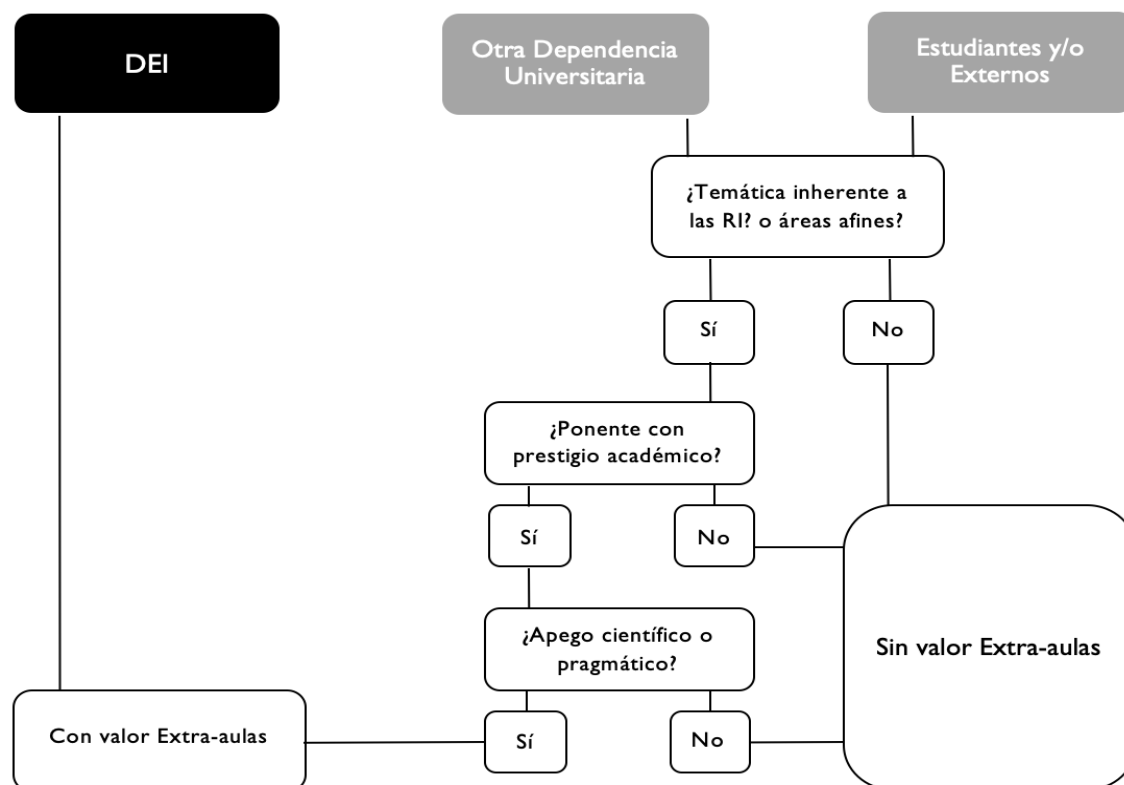 DEI
Otra Dependencia
Universitaria
Estudiantes y/o
Externos
¿Temática inherente a
las RI? o áreas afines?
Sí
No
¿Ponente con
prestigio académico?
Sí
No
¿Apego científico o
pragmático?
Sin valor Extra-aulas
Con valor Extra-aulas
Sí
No